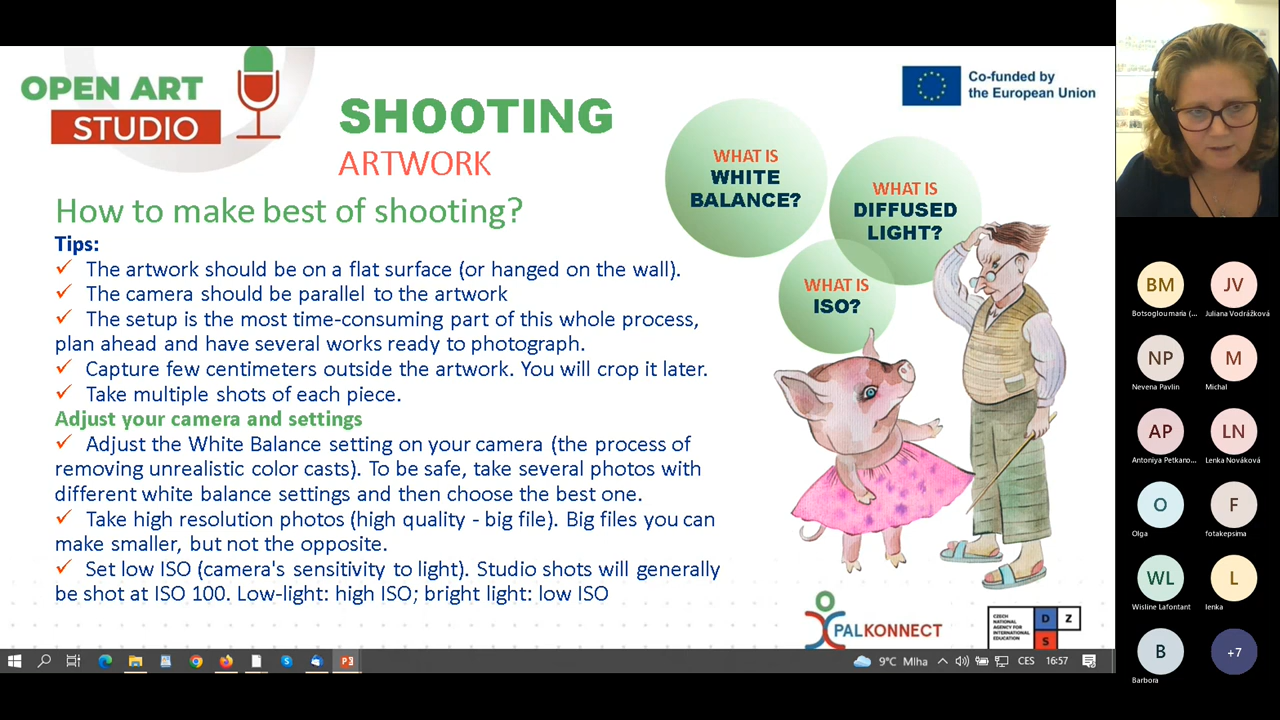 OPEN ART
STUDIO
SHOOTING
ARTWORK
Co-funded by
the European Union
WHAT IS
WHITE
BALANCE?
WHAT IS
DIFFUSED
LIGHT?
WHAT IS
ISO?
How to make best of shooting?
Tips:
✓ The artwork should be on a flat surface (or hanged on the wall).
✓ The camera should be parallel to the artwork
✓ The setup is the most time-consuming part of this whole process,
plan ahead and have several works ready to photograph.
✓ Capture few centimeters outside the artwork. You will crop it later.
✓ Take multiple shots of each piece.
Adjust your camera and settings
✓ Adjust the White Balance setting on your camera (the process of
removing unrealistic color casts). To be safe, take several photos with
different white balance settings and then choose the best one.
✓ Take high resolution photos (high quality - big file). Big files you can
make smaller, but not the opposite.
✓ Set low ISO (camera's sensitivity to light). Studio shots will generally
be shot at ISO 100. Low-light: high ISO; bright light: low ISO
PALKONNECT
CZECH
NATIONAL
AGENCY FOR
INTERNATIONAL
EDUCATION
D Z
S
9°C Mlha
CES
16:57
BM
JV
Botsogloumaria (...
Juliana Vodrážková
NP
M
Nevena Pavlin
Michal
AP
LN
Antoniya Petkano...
Lenka Nováková
O
F
Olga
fotakepsima
WL
L
Wisline Lafontant
lenka
B
+7
Barbora